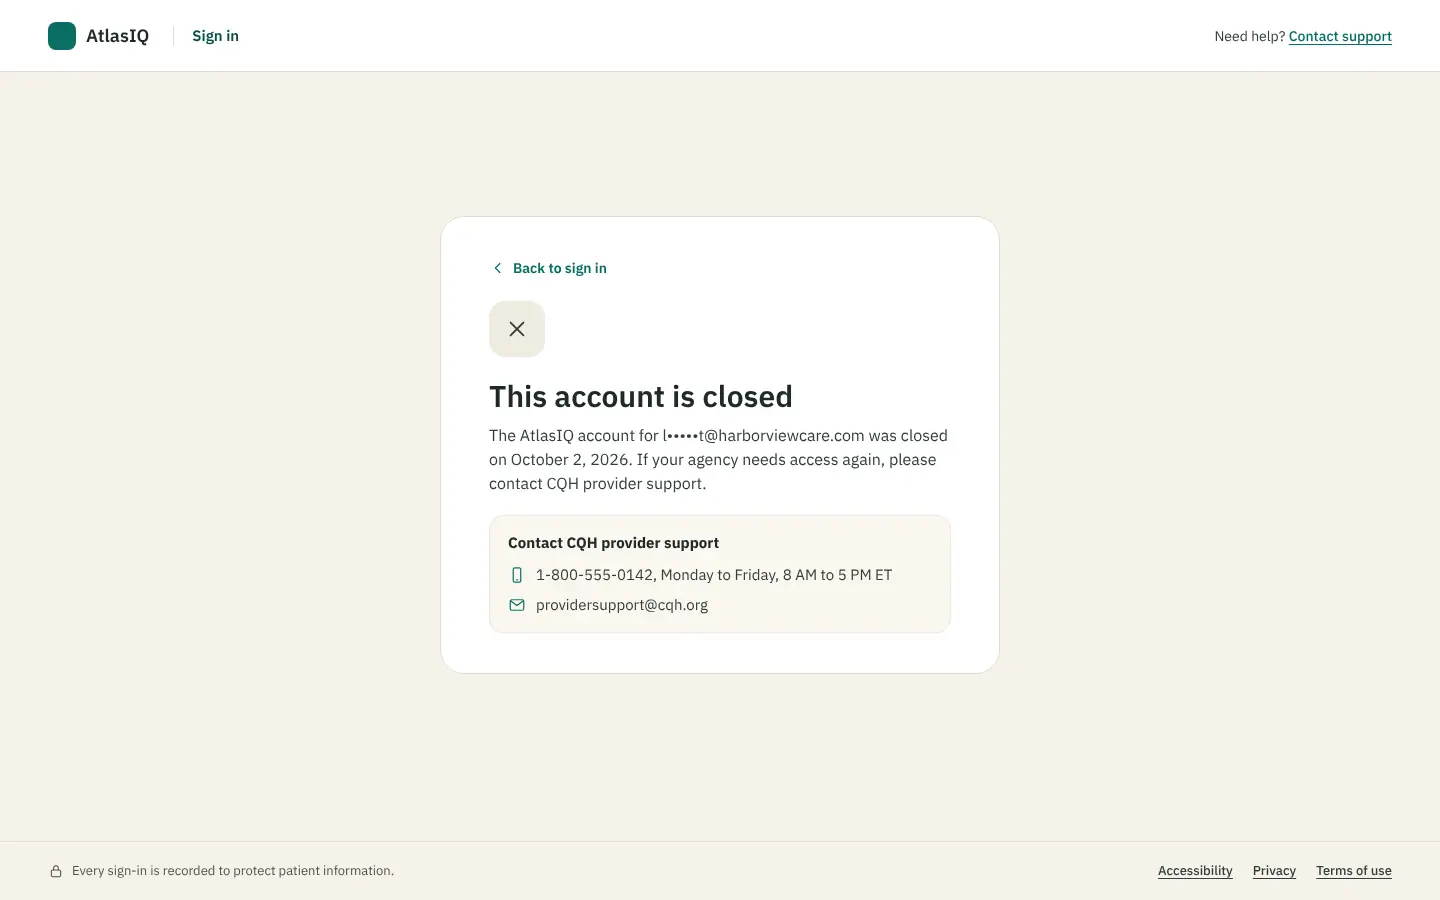 AtlasIQ
Sign in
Need help? Contact support
Back to sign in
This account is closed
The AtlasIQ account for l•••••t@harborviewcare.com was closed
on October 2, 2026. If your agency needs access again, please
contact CQH provider support.
Contact CQH provider support
1-800-555-0142, Monday to Friday, 8 AM to 5 PM ET
providersupport@cqh.org
Every sign-in is recorded to protect patient information.
Accessibility
Privacy
Terms of use